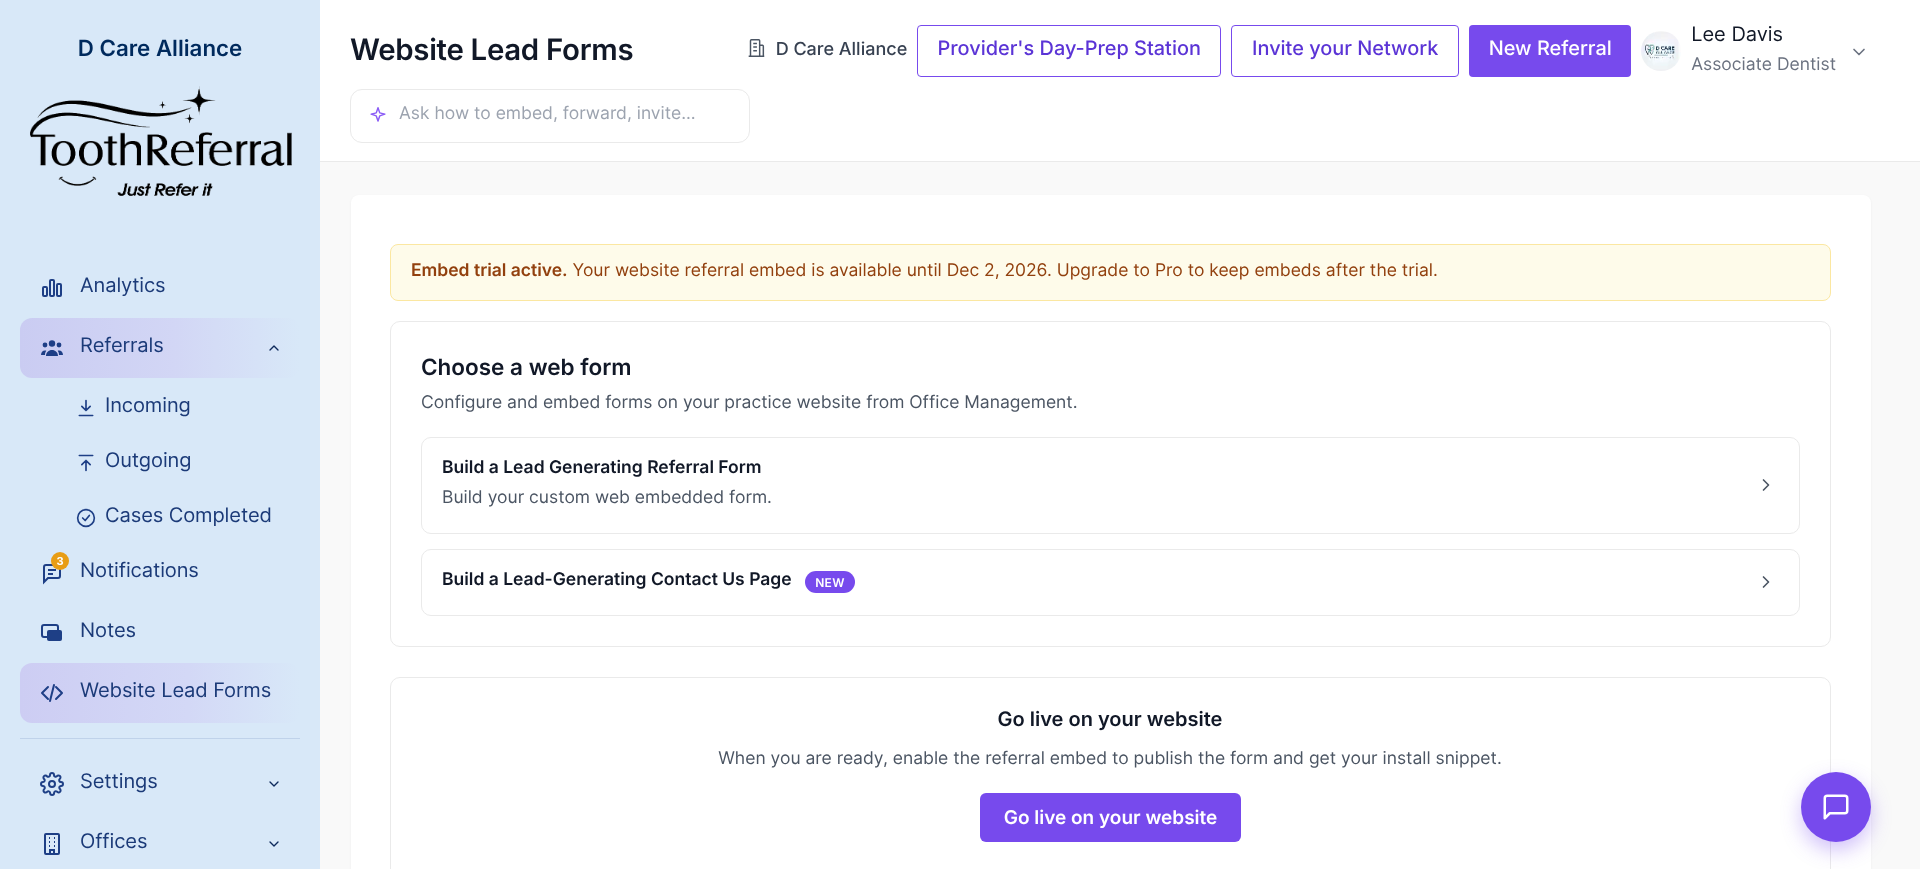 D Care Alliance
ToothReferral
Just Refer it
Analytics
Referrals
Incoming
Outgoing
Cases Completed
3
Notifications
Notes
Website Lead Forms
Settings
Offices
Website Lead Forms
D Care Alliance
Provider's Day-Prep Station
Invite your Network
New Referral
D CARE
Lee Davis
Associate Dentist
Ask how to embed, forward, invite...
Embed trial active. Your website referral embed is available until Dec 2, 2026. Upgrade to Pro to keep embeds after the trial.
Choose a web form
Configure and embed forms on your practice website from Office Management.
Build a Lead Generating Referral Form
Build your custom web embedded form.
Build a Lead-Generating Contact Us Page NEW
Go live on your website
When you are ready, enable the referral embed to publish the form and get your install snippet.
Go live on your website